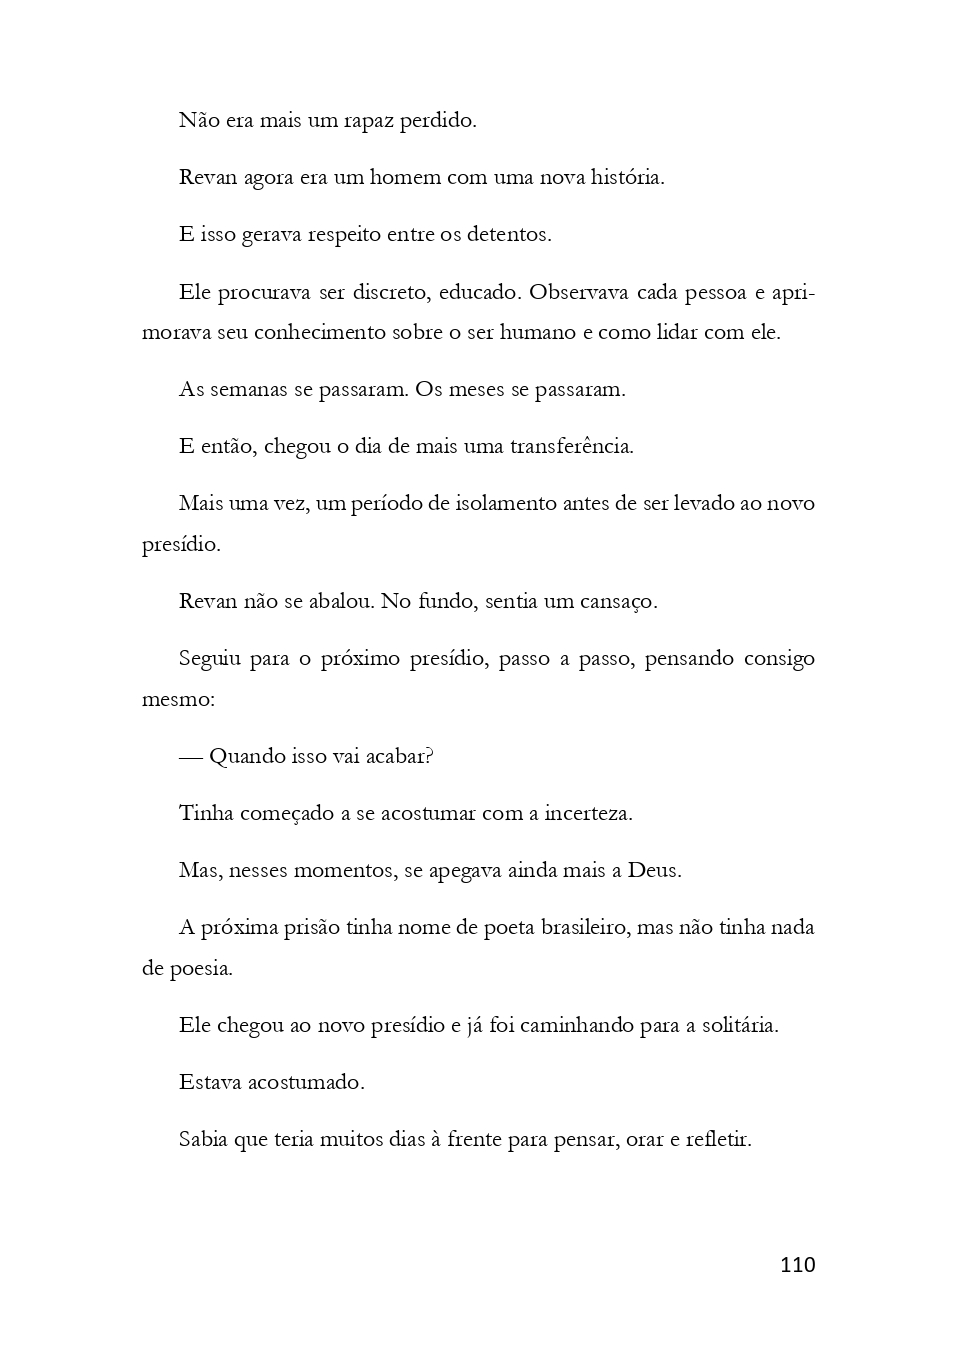 Não era mais um rapaz perdido.
Revan agora era um homem com uma nova história.
E isso gerava respeito entre os detentos.
Ele procurava ser discreto, educado. Observava cada pessoa e apri-
morava seu conhecimento sobre o ser humano e como lidar com ele.
As semanas se passaram. Os meses se passaram.
E então, chegou o dia de mais uma transferência.
Mais uma vez, um período de isolamento antes de ser levado ao novo
presídio.
Revan não se abalou. No fundo, sentia um cansaço.
Seguiu para o próximo presídio, passo a passo, pensando consigo
mesmo:
— Quando isso vai acabar?
Tinha começado a se acostumar com a incerteza.
Mas, nesses momentos, se apegava ainda mais a Deus.
A próxima prisão tinha nome de poeta brasileiro, mas não tinha nada
de poesia.
Ele chegou ao novo presídio e já foi caminhando para a solitária.
Estava acostumado.
Sabia que teria muitos dias à frente para pensar, orar e refletir.
110